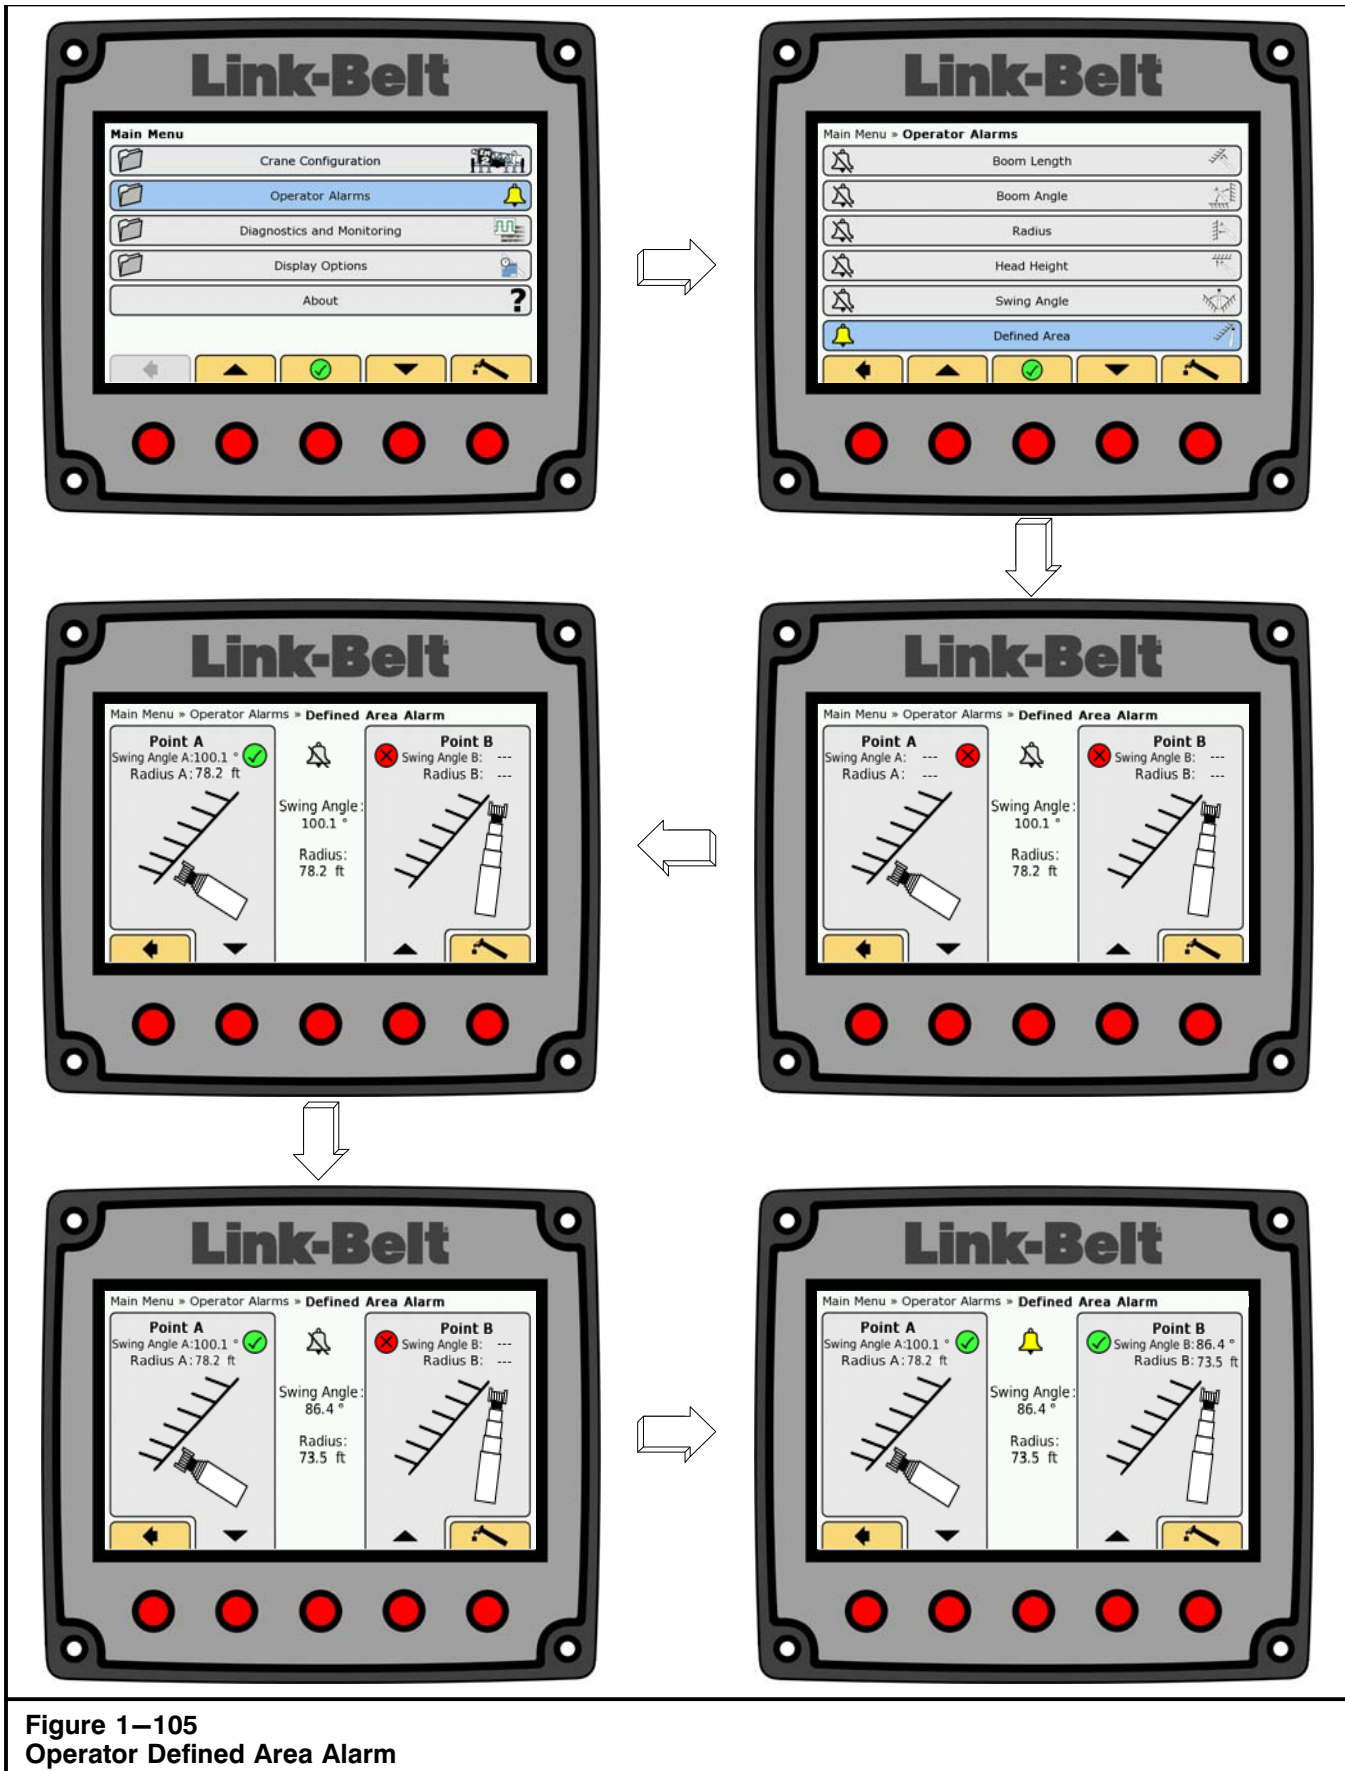 Link-Belt
Main Menu
Crane Configuration
Operator Alarms
Diagnostics and Monitoring
Display Options
About
?
Link-Belt
Main Menu » Operator Alarms
Boom Length
Boom Angle
Radius
Head Height
Swing Angle
Defined Area
Link-Belt
Main Menu » Operator Alarms » Defined Area Alarm
Point A
Swing Angle A: ---
Radius A: ---
Swing Angle:
100.1 °
Radius:
78.2 ft
Point B
Swing Angle B: ---
Radius B: ---
Link-Belt
Main Menu » Operator Alarms » Defined Area Alarm
Point A
Swing Angle A:100.1 °
Radius A: 78.2 ft
Swing Angle:
100.1 °
Radius:
78.2 ft
Point B
Swing Angle B: ---
Radius B: ---
Link-Belt
Main Menu » Operator Alarms » Defined Area Alarm
Point A
Swing Angle A:100.1 °
Radius A: 78.2 ft
Swing Angle:
86.4 °
Radius:
73.5 ft
Point B
Swing Angle B: ---
Radius B: ---
Link-Belt
Main Menu » Operator Alarms » Defined Area Alarm
Point A
Swing Angle A:100.1 °
Radius A: 78.2 ft
Swing Angle:
86.4 °
Radius:
73.5 ft
Point B
Swing Angle B: 86.4 °
Radius B: 73.5 ft
Figure 1–105
Operator Defined Area Alarm